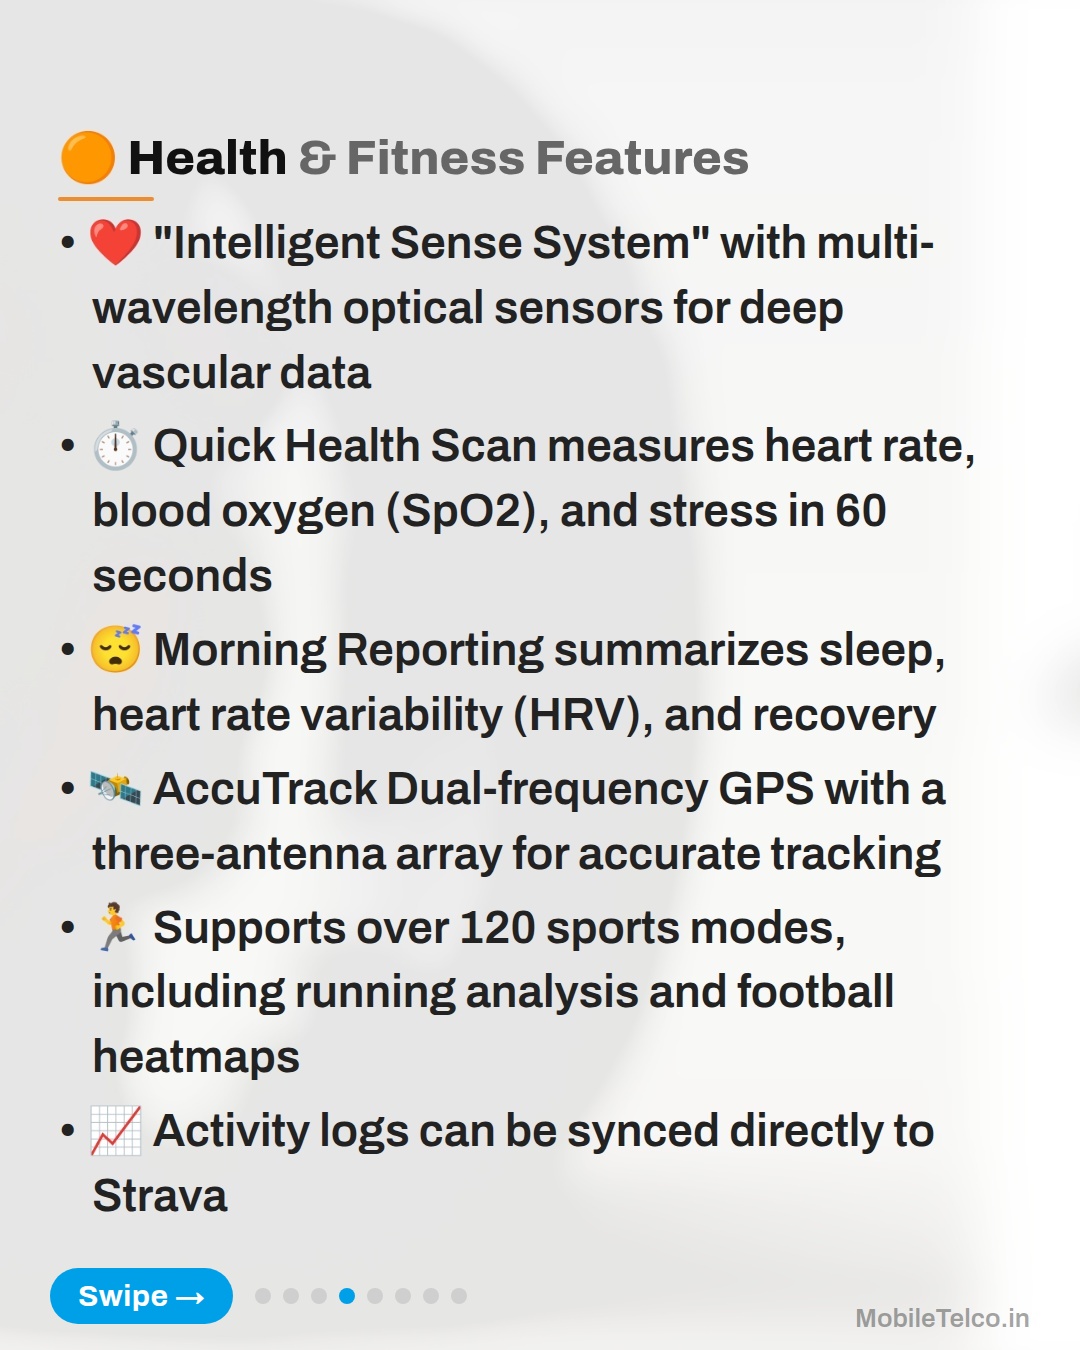 🟠 Health & Fitness Features
• ❤️ "Intelligent Sense System" with multi-
wavelength optical sensors for deep
vascular data
• ⏱️ Quick Health Scan measures heart rate,
blood oxygen (SpO2), and stress in 60
seconds
• 😴 Morning Reporting summarizes sleep,
heart rate variability (HRV), and recovery
• 🛰️ AccuTrack Dual-frequency GPS with a
three-antenna array for accurate tracking
• 🏃 Supports over 120 sports modes,
including running analysis and football
heatmaps
• 📈 Activity logs can be synced directly to
Strava
Swipe →
MobileTelco.in